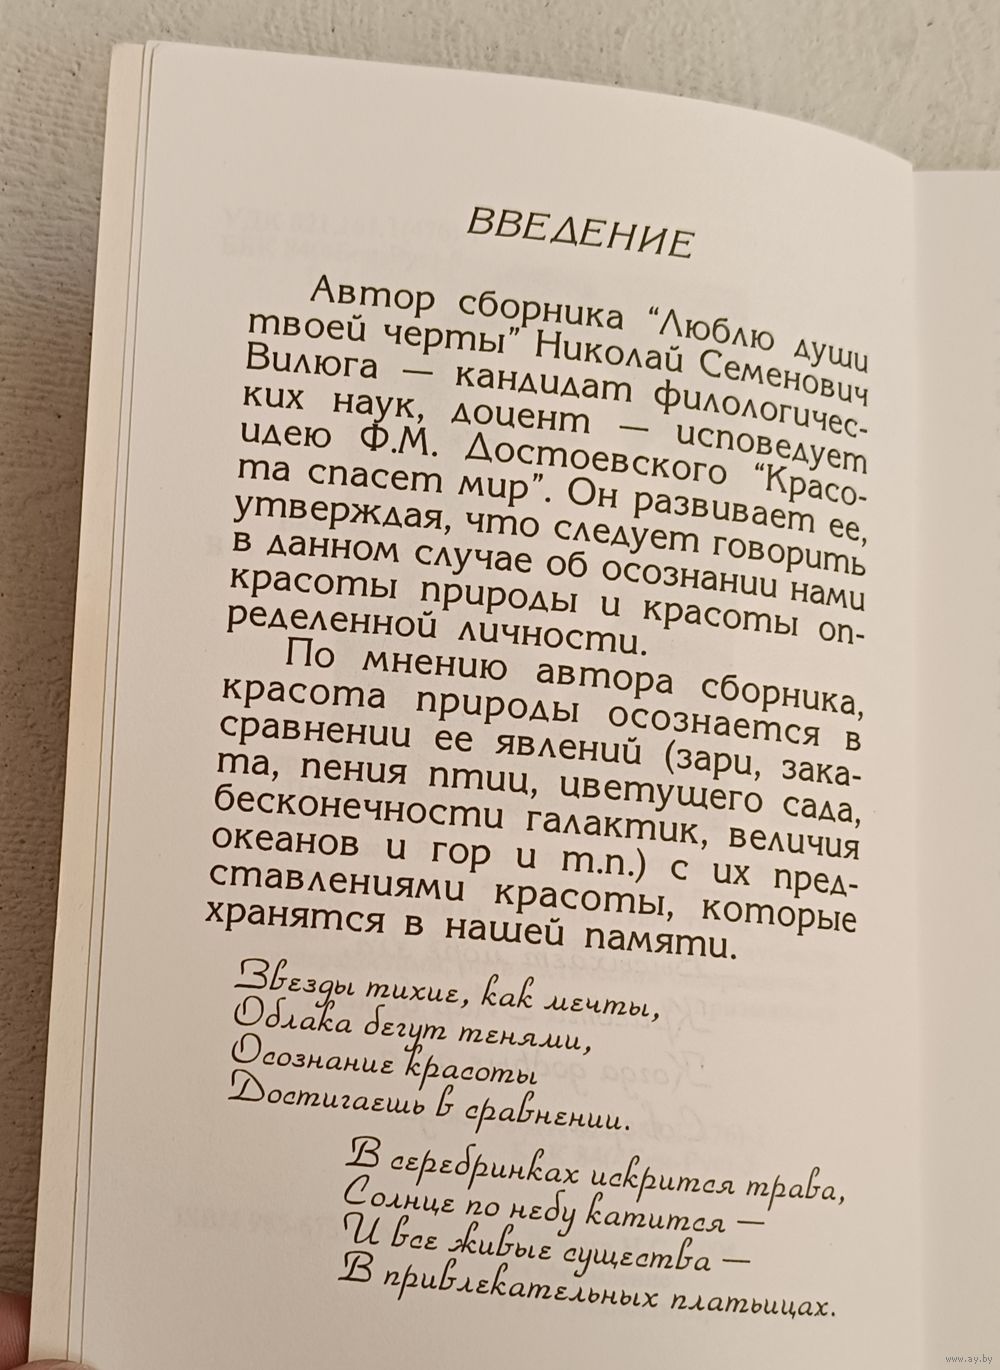 ВВЕДЕНИЕ
Автор сборника “Люблю души
твоей черты” Николай Семенович
Вилюга — кандидат филологичес-
ких наук, доцент — исповедует
идею Ф.М. Достоевского “Красо-
та спасет мир”. Он развивает ее,
утверждая, что следует говорить
в данном случае об осознании нами
красоты природы и красоты оп-
ределенной личности.
По мнению автора сборника,
красота природы осознается в
сравнении ее явлений (зари, зака-
та, пения птиц, цветущего сада,
бесконечности галактик, величия
океанов и гор и т.п.) с их пред-
ставлениями красоты, которые
хранятся в нашей памяти.
Звезды тихие, как мечты,
Облака бегут тенями,
Осознание красоты
Достигаешь в сравнении.
В серебринках искрится трава,
Солнце по небу катится —
И все живые существа —
В привлекательных платьицах.
www.ay.by